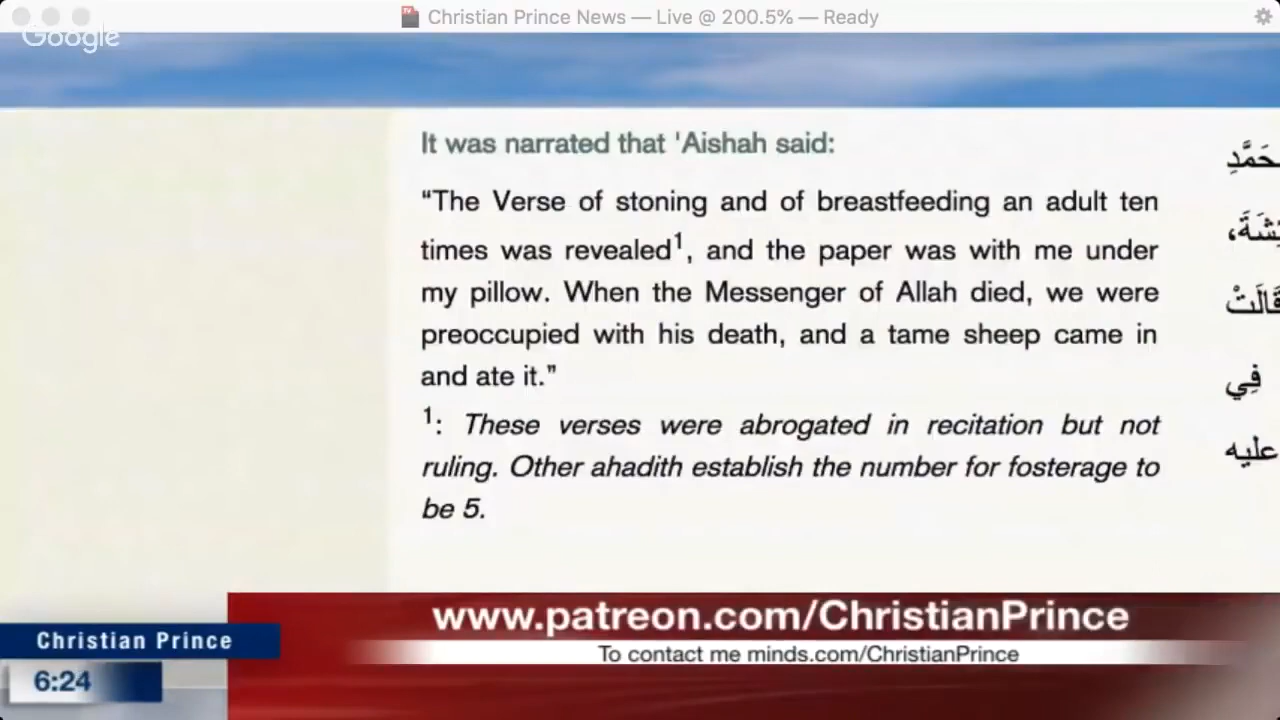 Christian Prince News — Live @ 200.5% — Ready
Google
It was narrated that 'Aishah said:
“The Verse of stoning and of breastfeeding an adult ten
times was revealed1, and the paper was with me under
my pillow. When the Messenger of Allah died, we were
preoccupied with his death, and a tame sheep came in
and ate it.”
1: These verses were abrogated in recitation but not
ruling. Other ahadith establish the number for fosterage to
be 5.
قَالَتْ
فِي
عليه
www.patreon.com/ChristianPrince
Christian Prince
To contact me minds.com/ChristianPrince
6:24